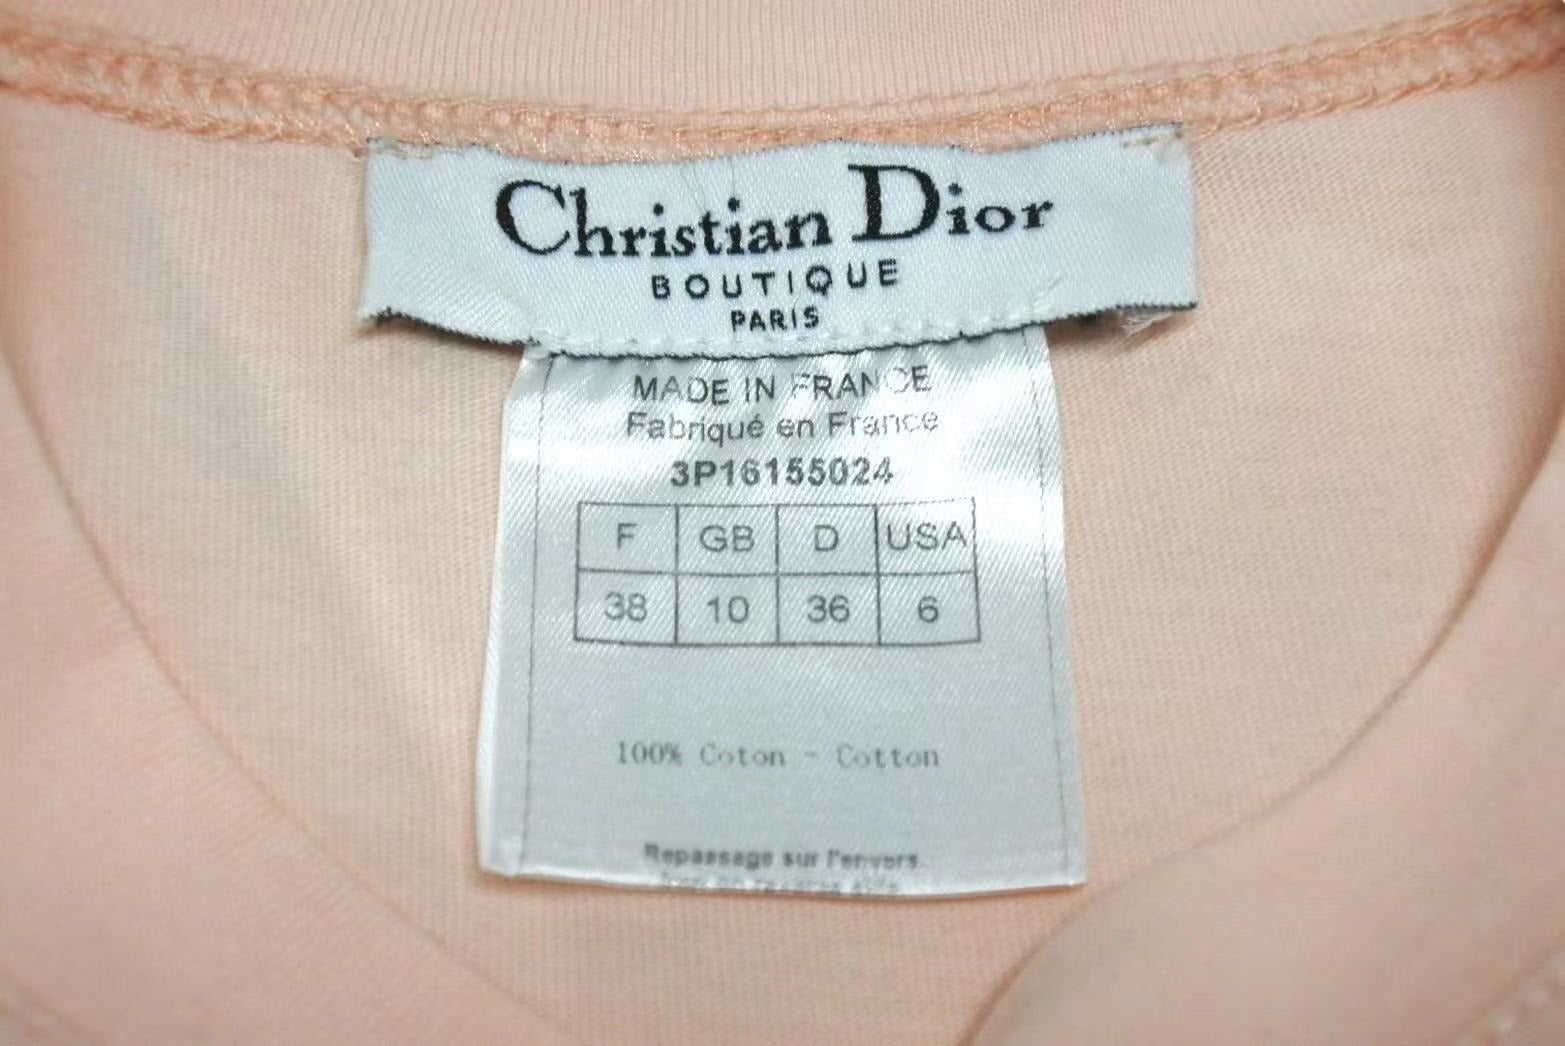 Christian Dior
BOUTIQUE
PARIS
MADE IN FRANCE
Fabriqué en France
3P16155024
F GB D USA
38 10 36 6
100% Coton - Cotton
Repassage sur l'envers